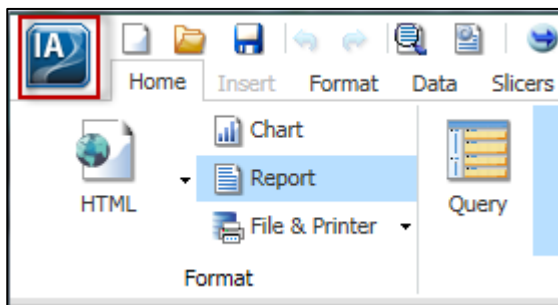 IA
Home Insert Format Data Slicers
Chart
HTML Report Query
File & Printer
Format